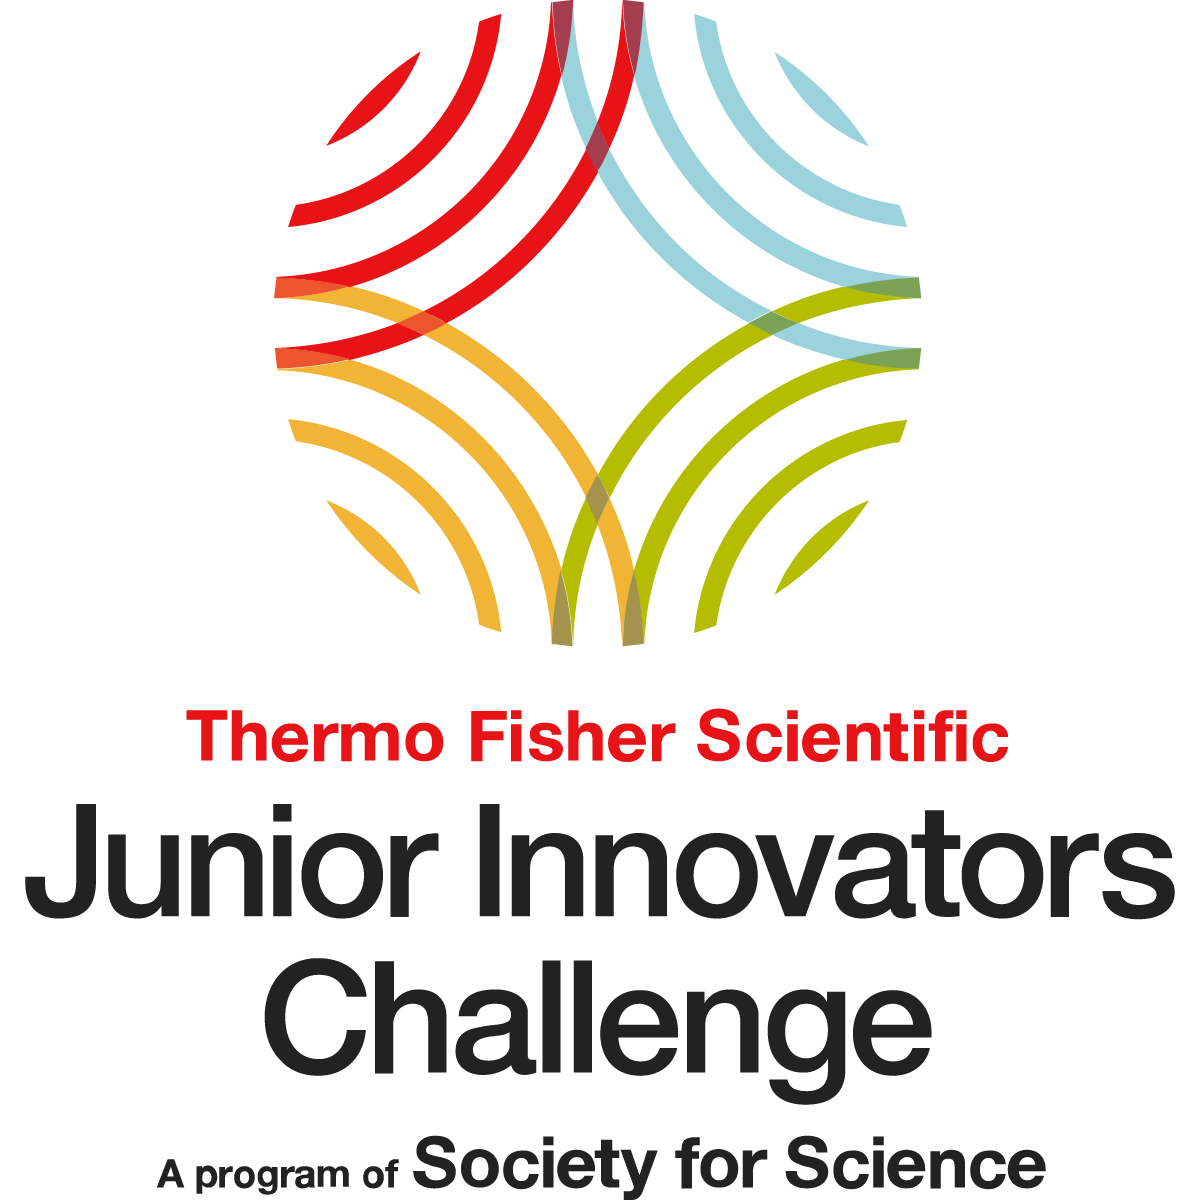 Thermo Fisher Scientific
Junior Innovators
Challenge
A program of Society for Science